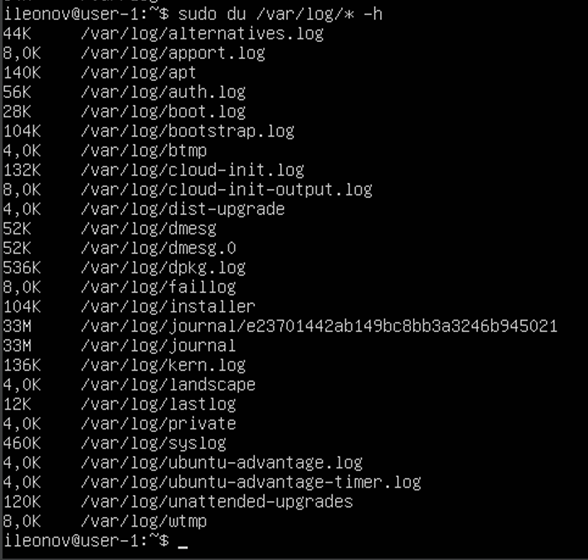 ileonov@user-1:~$ sudo du /var/log/* -h
44K /var/log/alternatives.log
8,0K /var/log/apport.log
140K /var/log/apt
56K /var/log/auth.log
28K /var/log/boot.log
104K /var/log/bootstrap.log
4,0K /var/log/btmp
132K /var/log/cloud-init.log
8,0K /var/log/cloud-init-output.log
4,0K /var/log/dist-upgrade
52K /var/log/dmesg
52K /var/log/dmesg.0
536K /var/log/dpkg.log
8,0K /var/log/faillog
104K /var/log/installer
33M /var/log/journal/e23701442ab149bc8bb3a3246b945021
33M /var/log/journal
136K /var/log/kern.log
4,0K /var/log/landscape
12K /var/log/lastlog
4,0K /var/log/private
460K /var/log/syslog
4,0K /var/log/ubuntu-advantage.log
4,0K /var/log/ubuntu-advantage-timer.log
120K /var/log/unattended-upgrades
8,0K /var/log/wtmp
ileonov@user-1:~$ _